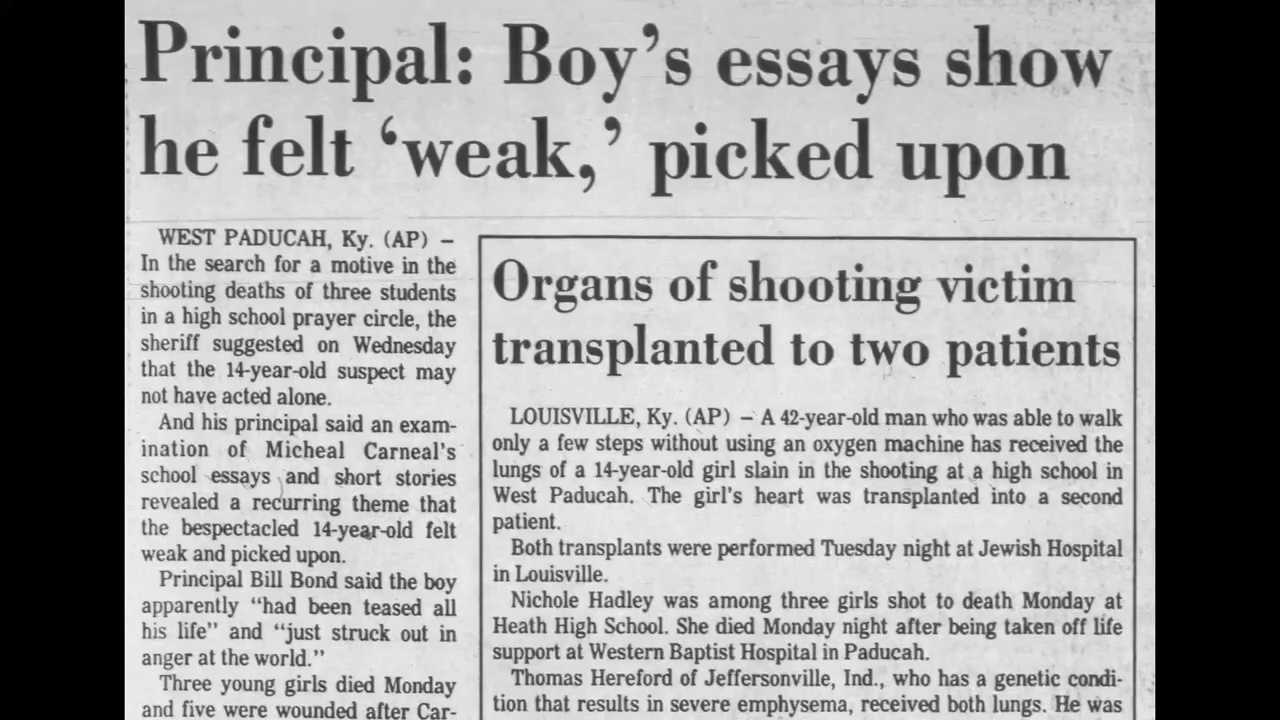 Principal: Boy's essays show
he felt 'weak,' picked upon
WEST PADUCAH, Ky. (AP) –
In the search for a motive in the
shooting deaths of three students
in a high school prayer circle, the
sheriff suggested on Wednesday
that the 14-year-old suspect may
not have acted alone.
And his principal said an exam-
ination of Micheal Carneal's
school essays and short stories
revealed a recurring theme that
the bespectacled 14-year-old felt
weak and picked upon.
Principal Bill Bond said the boy
apparently "had been teased all
his life" and "just struck out in
anger at the world."
Three young girls died Monday
and five were wounded after Car-
Organs of shooting victim
transplanted to two patients
LOUISVILLE, Ky. (AP) – A 42-year-old man who was able to walk
only a few steps without using an oxygen machine has received the
lungs of a 14-year-old girl slain in the shooting at a high school in
West Paducah. The girl's heart was transplanted into a second
patient.
Both transplants were performed Tuesday night at Jewish Hospital
in Louisville.
Nichole Hadley was among three girls shot to death Monday at
Heath High School. She died Monday night after being taken off life
support at Western Baptist Hospital in Paducah.
Thomas Hereford of Jeffersonville, Ind., who has a genetic condi-
tion that results in severe emphysema, received both lungs. He was